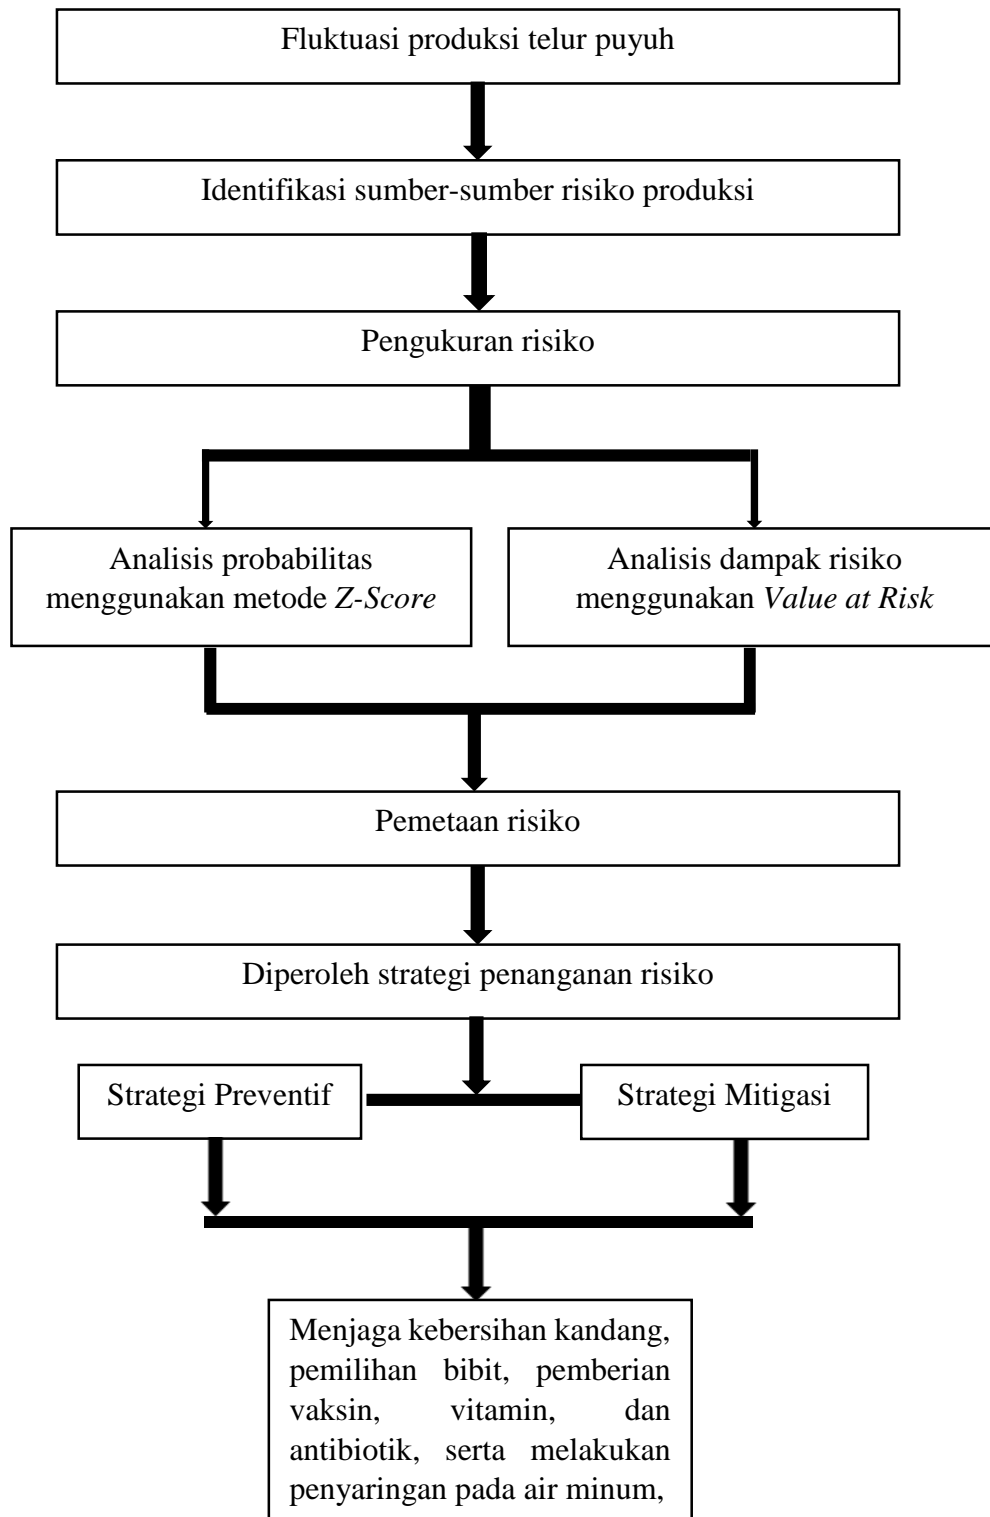 Fluktuasi produksi telur puyuh
Identifikasi sumber-sumber risiko produksi
Pengukuran risiko
Analisis probabilitas
menggunakan metode Z-Score
Analisis dampak risiko
menggunakan Value at Risk
Pemetaan risiko
Diperoleh strategi penanganan risiko
Strategi Preventif
Strategi Mitigasi
Menjaga kebersihan kandang,
pemilihan bibit, pemberian
vaksin, vitamin, dan
antibiotik, serta melakukan
penyaringan pada air minum,